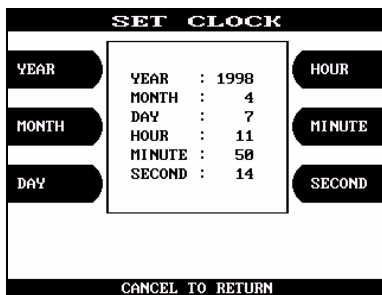 SET CLOCK
YEAR
MONTH
DAY
YEAR : 1998
MONTH : 4
DAY : 7
HOUR : 11
MINUTE : 50
SECOND : 14
HOUR
MINUTE
SECOND
CANCEL TO RETURN